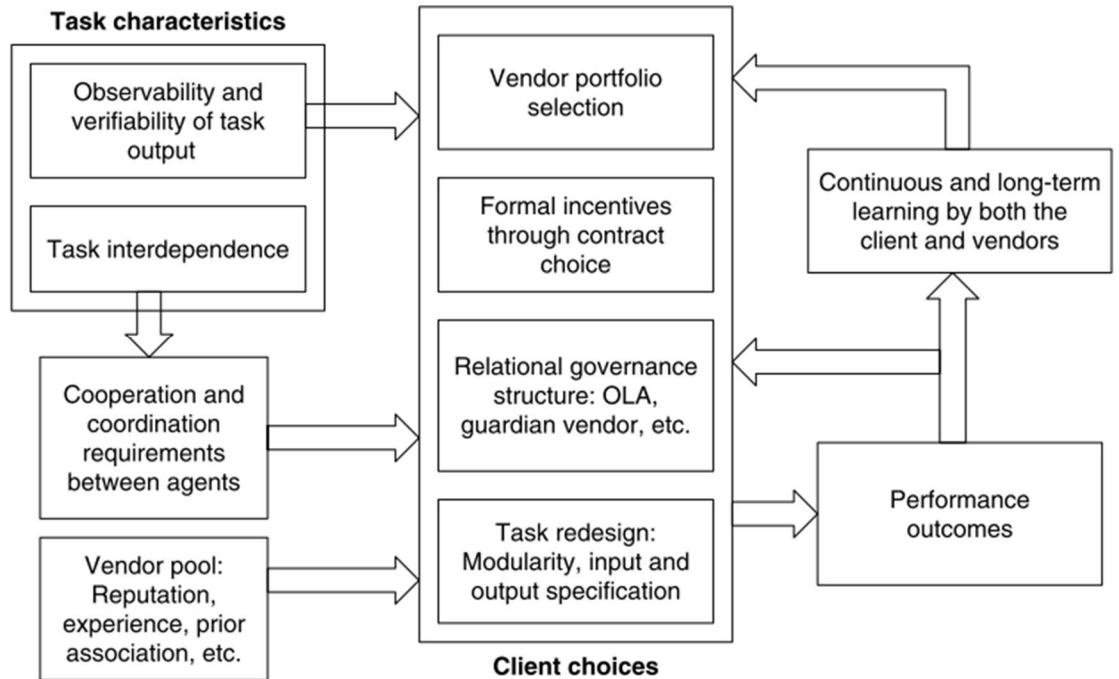 Task characteristics
Observability and
verifiability of task
output
Task interdependence
Cooperation and
coordination
requirements
between agents
Vendor pool:
Reputation,
experience, prior
association, etc.
Vendor portfolio
selection
Formal incentives
through contract
choice
Relational governance
structure: OLA,
guardian vendor, etc.
Task redesign:
Modularity, input and
output specification
Client choices
Continuous and long-term
learning by both the
client and vendors
Performance
outcomes